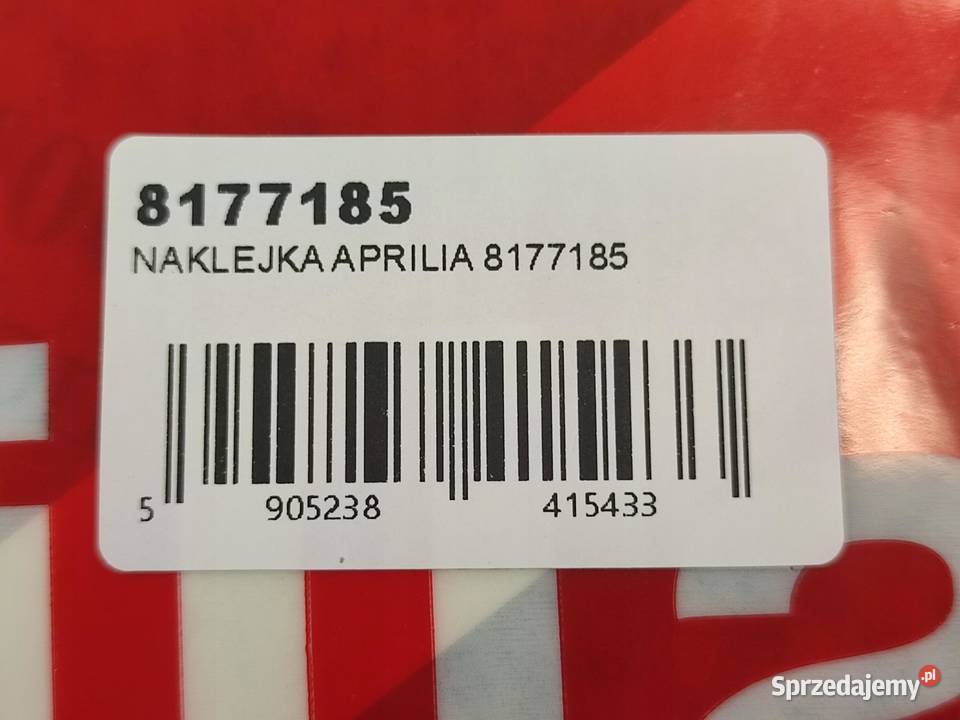 8177185
NAKLEJKA APRILIA 8177185
5 905238 415433
Sprzedajemy.pl